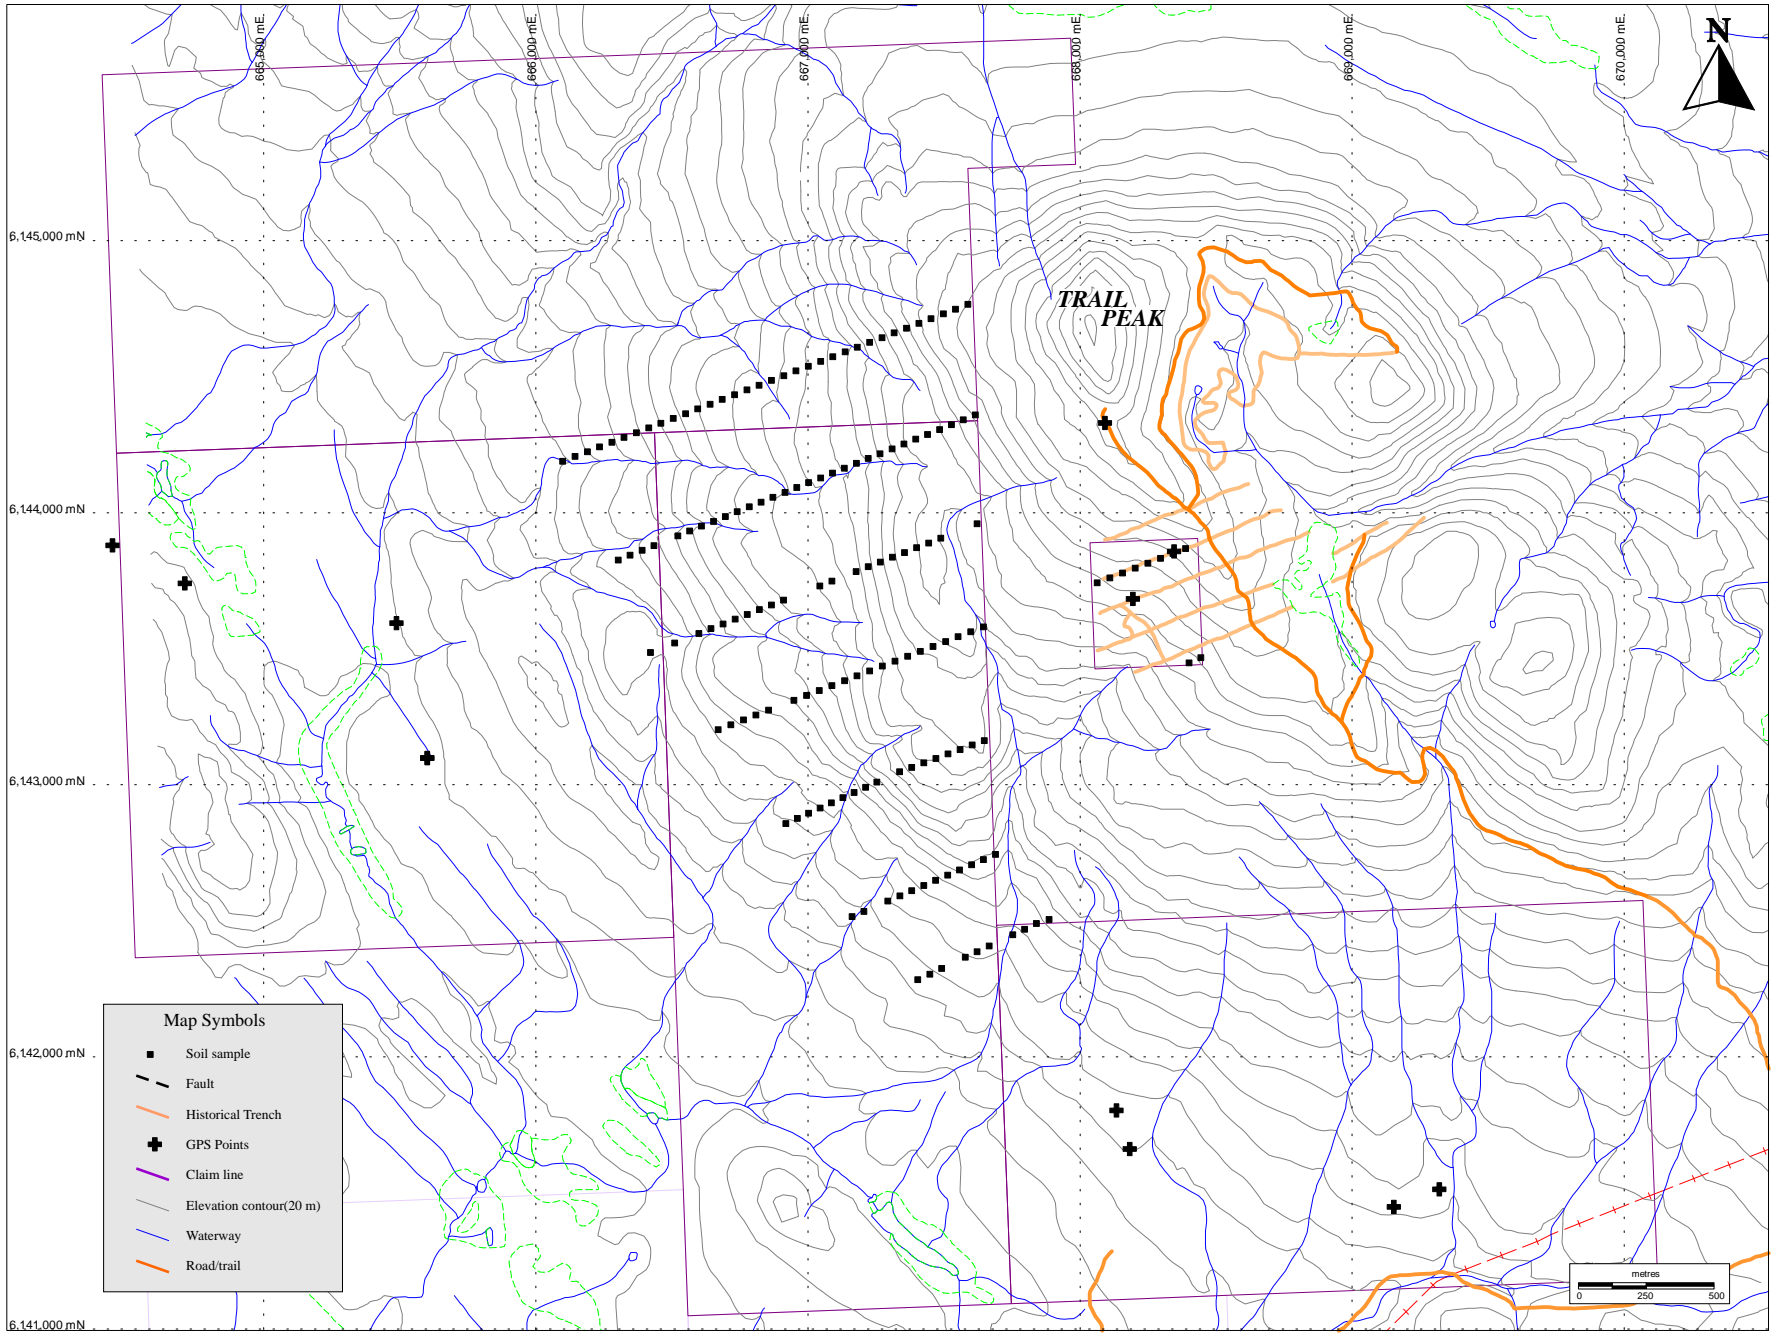 665,000 mE.
666,000 mE.
667,000 mE.
668,000 mE.
669,000 mE.
670,000 mE.
N
6,145,000 mN
TRAIL
PEAK
6,144,000 mN
6,143,000 mN
6,142,000 mN
6,141,000 mN
Map Symbols
Soil sample
Fault
Historical Trench
GPS Points
Claim line
Elevation contour(20 m)
Waterway
Road/trail
metres
0 250 500